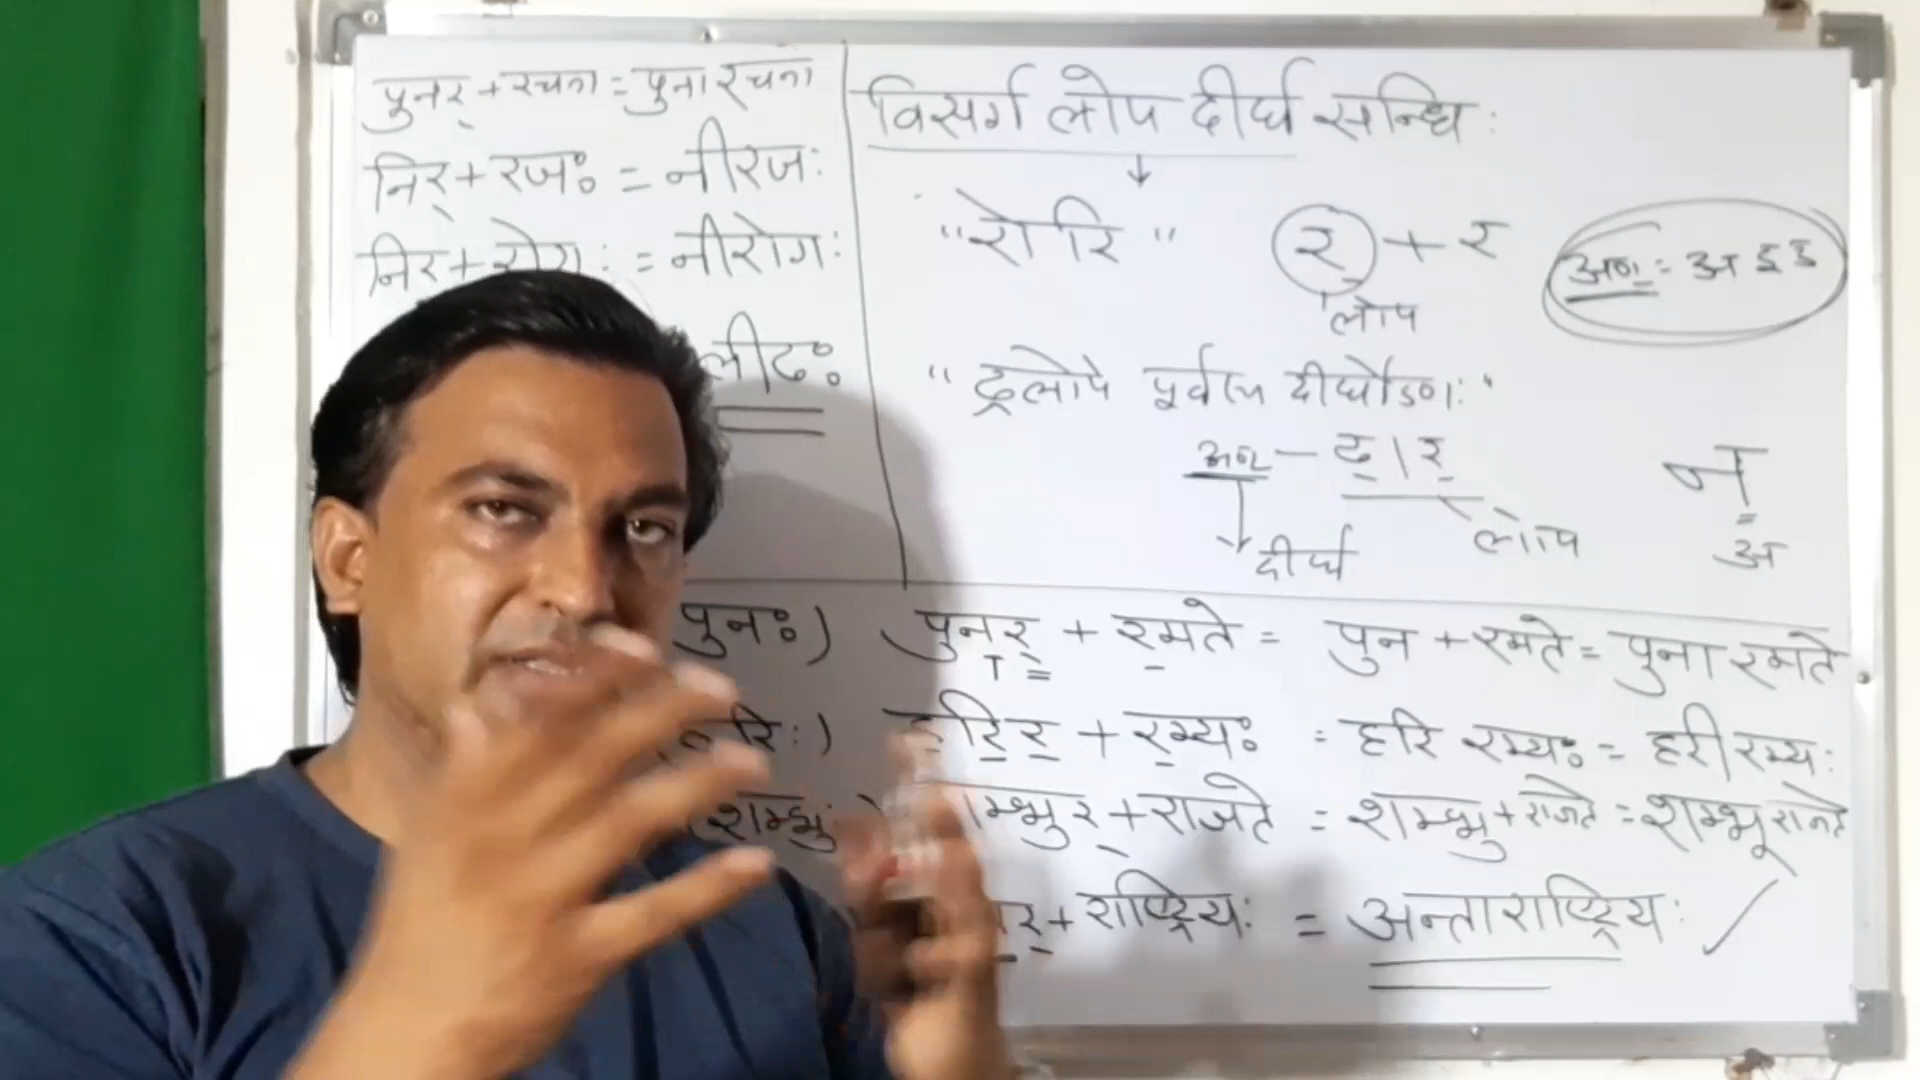 पुनर् + रचना = पुनारचना
निर् + रजः = नीरजः
निर + रोगः = नीरोगः
लीढः
विसर्ग लोप दीर्घ सन्धिः
"रो रि" र् + र
लोप
अण् = अ इ उ
"ढ्रलोपे पूर्वस्य दीर्घोऽणः"
अण् - ढ् । र्
दीर्घ
लोप
न्
अ
पुनः) पुनर् + रमते = पुन + रमते = पुनारमते
रिः) हरिर् + रम्यः = हरि रम्यः = हरीरम्यः
(शम्भुः म्भुर् + राजते = शम्भु + राजते = शम्भूराजते
र् + राष्ट्रियः = अन्ताराष्ट्रियः